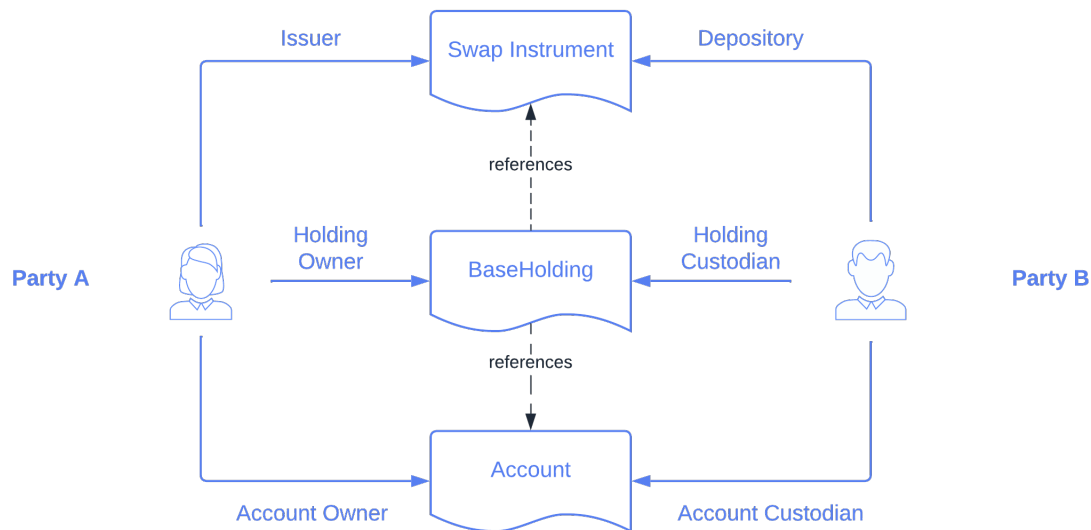 Issuer
Swap Instrument
Depository
references
Holding
Owner
BaseHolding
Holding
Custodian
Party A
Party B
references
Account
Account Owner
Account Custodian